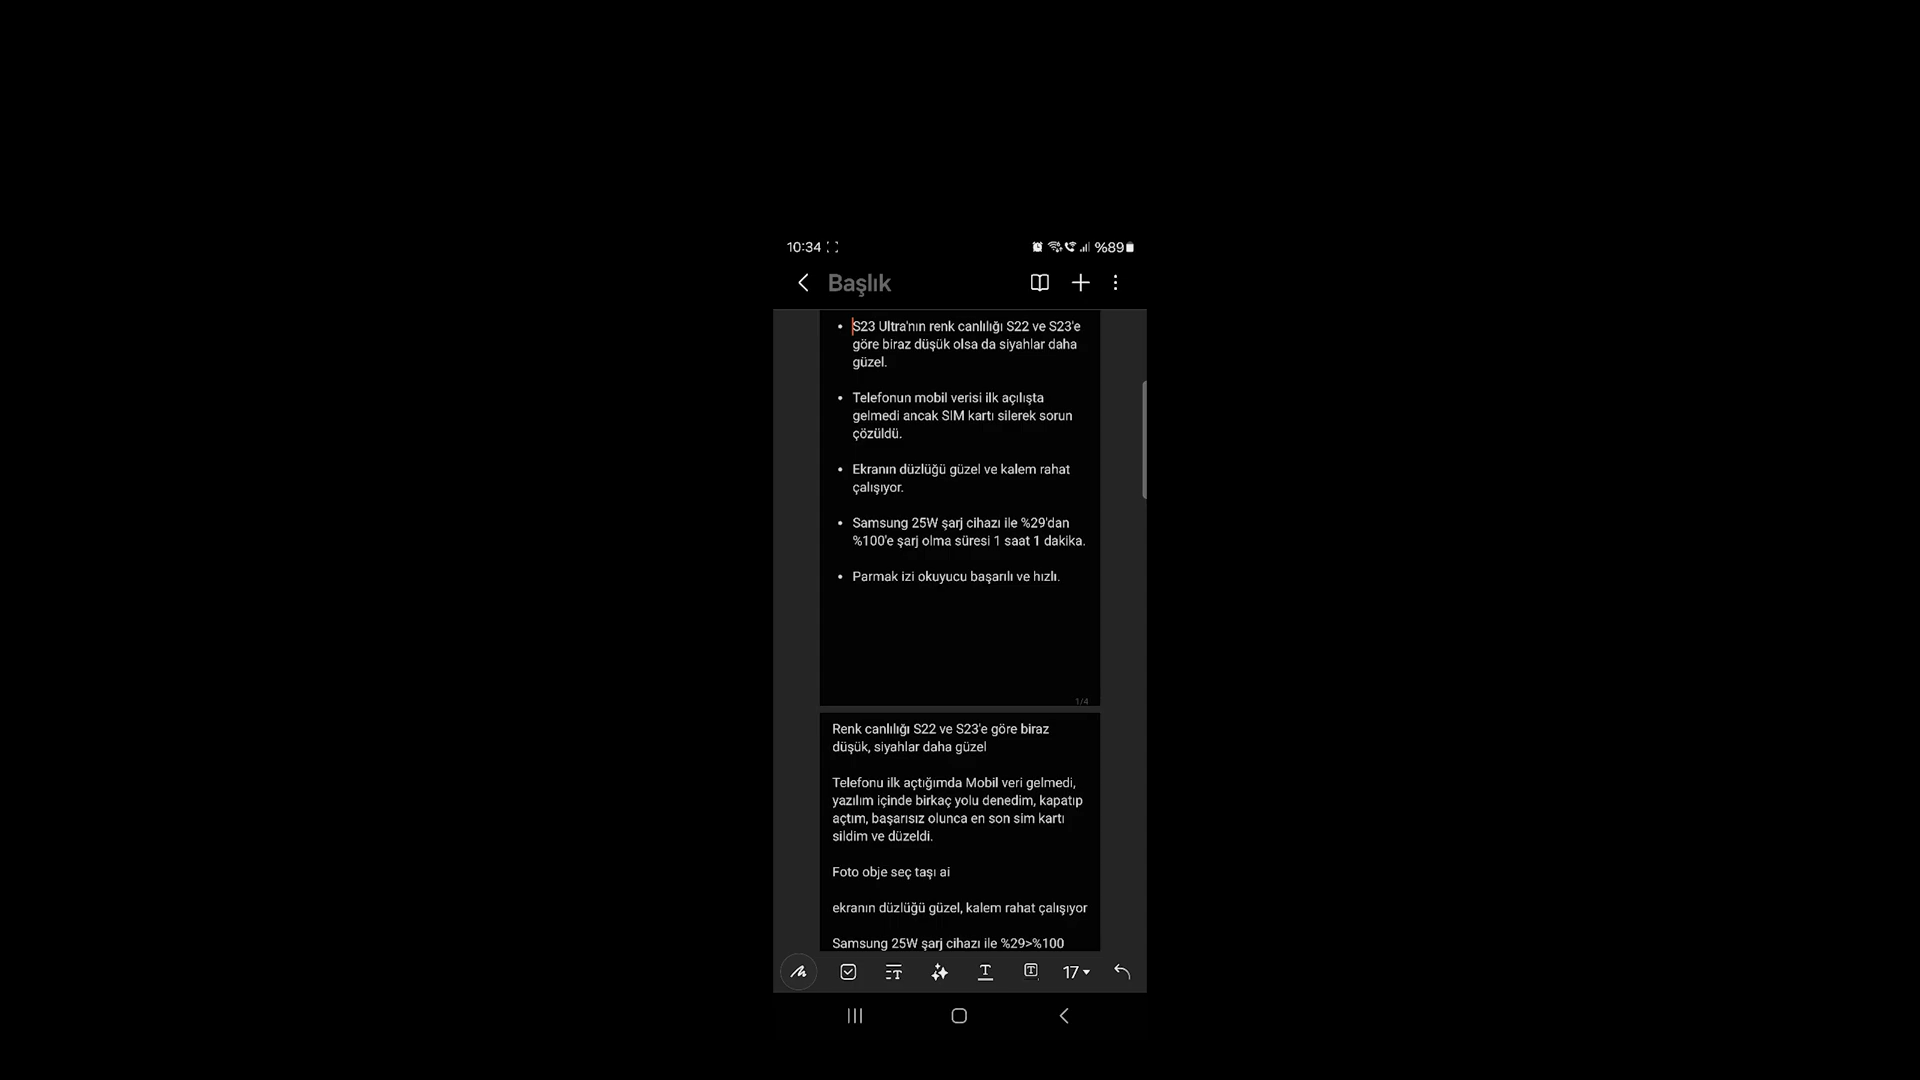 10:34
%89
Başlık
• S23 Ultra'nın renk canlılığı S22 ve S23'e
göre biraz düşük olsa da siyahlar daha
güzel.
• Telefonun mobil verisi ilk açılışta
gelmedi ancak SIM kartı silerek sorun
çözüldü.
• Ekranın düzlüğü güzel ve kalem rahat
çalışıyor.
• Samsung 25W şarj cihazı ile %29'dan
%100'e şarj olma süresi 1 saat 1 dakika.
• Parmak izi okuyucu başarılı ve hızlı.
1/4
Renk canlılığı S22 ve S23'e göre biraz
düşük, siyahlar daha güzel
Telefonu ilk açtığımda Mobil veri gelmedi,
yazılım içinde birkaç yolu denedim, kapatıp
açtım, başarısız olunca en son sim kartı
sildim ve düzeldi.
Foto obje seç taşı ai
ekranın düzlüğü güzel, kalem rahat çalışıyor
Samsung 25W şarj cihazı ile %29>%100
17